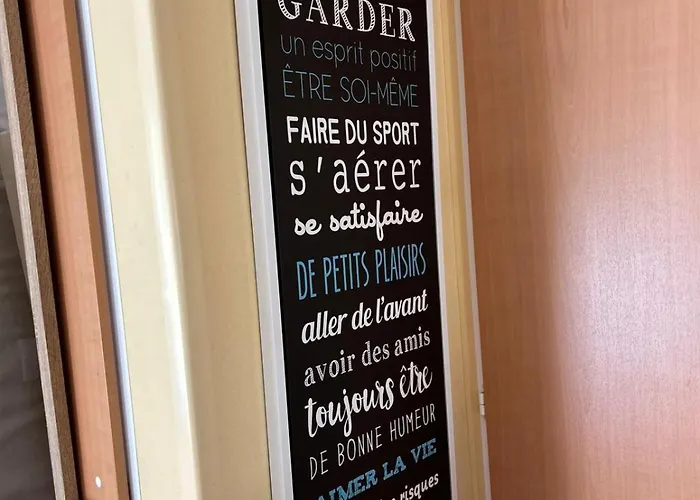 GARDER
un esprit positif
ÊTRE SOI-MÊME
FAIRE DU SPORT
s'aérer
se satisfaire
DE PETITS PLAISIRS
aller de l'avant
avoir des amis
toujours être
DE BONNE HUMEUR
AIMER LA VIE
risques